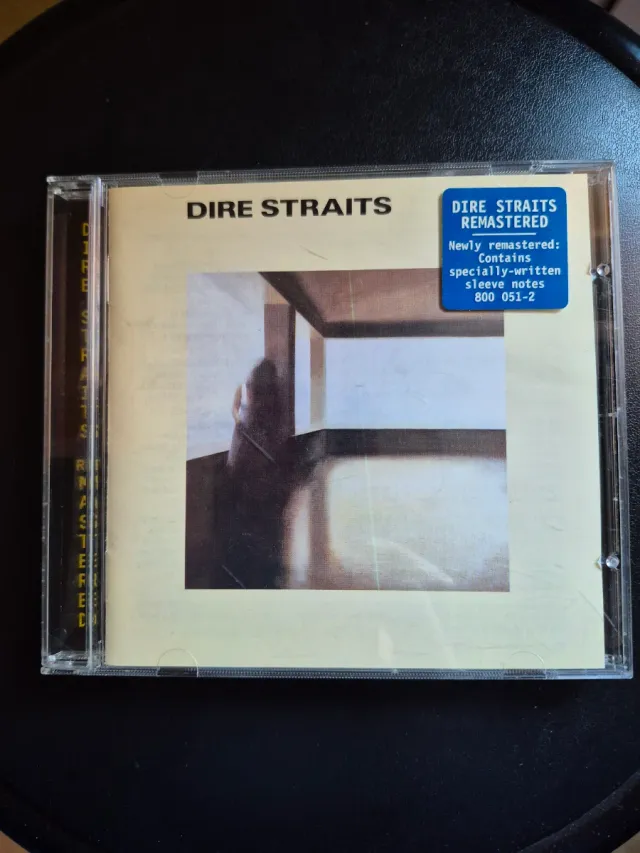 DIRE STRAITS
DIRE STRAITS
REMASTERED
Newly remastered:
Contains
specially-written
sleeve notes
800 051-2
DIRE STRAITS REMASTERED